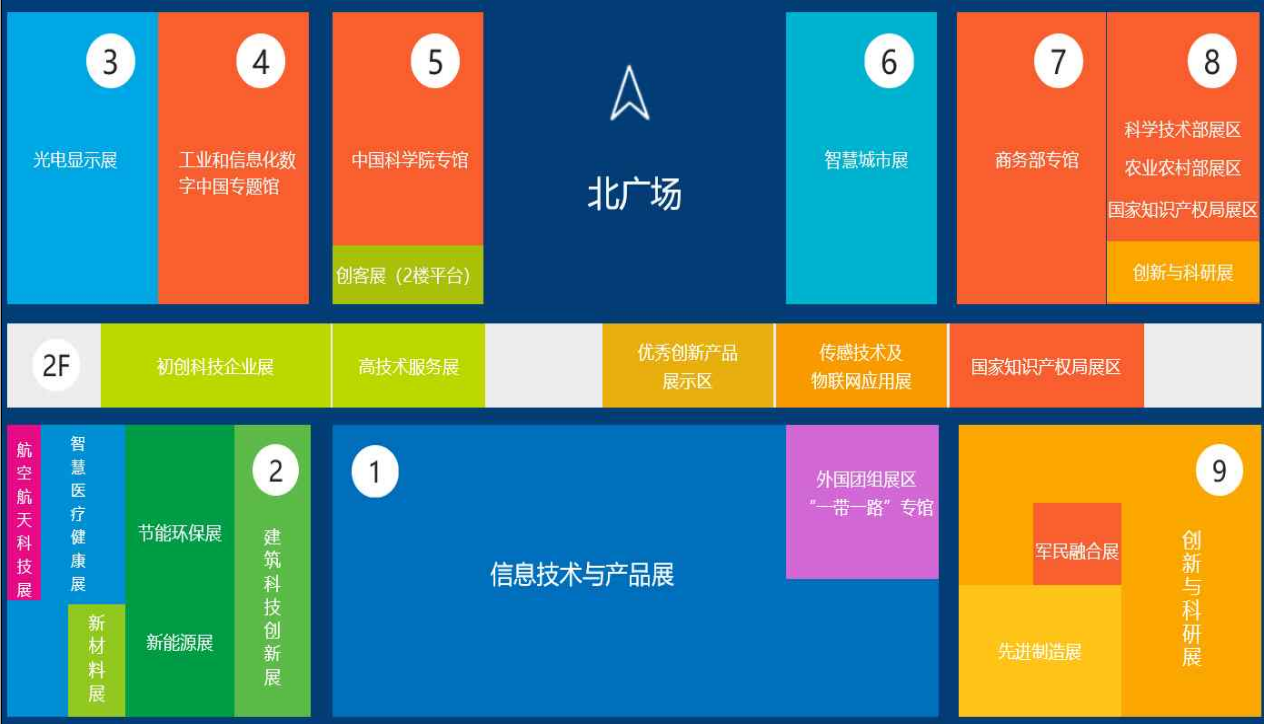 3
光电显示展
4
工业和信息化数
字中国专题馆
5
中国科学院专馆
创客展（2楼平台）
北广场
6
智慧城市展
7
商务部专馆
8
科学技术部展区
农业农村部展区
国家知识产权局展区
创新与科研展
2F
初创科技企业展
高技术服务展
优秀创新产品
展示区
传感技术及
物联网应用展
国家知识产权局展区
航空航天科技展
智慧医疗健康展
新材料展
节能环保展
新能源展
2
建筑科技创新展
1
信息技术与产品展
外国团组展区
“一带一路”专馆
9
军民融合展
先进制造展
创新与科研展